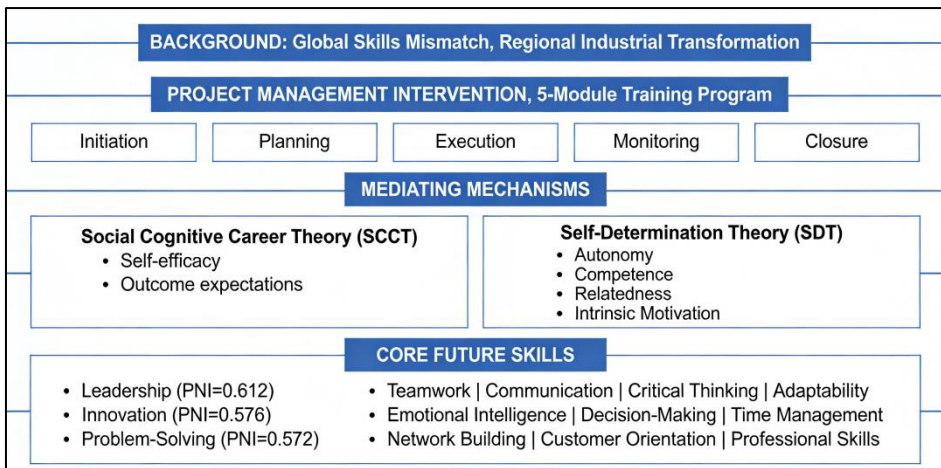 BACKGROUND: Global Skills Mismatch, Regional Industrial Transformation
PROJECT MANAGEMENT INTERVENTION, 5-Module Training Program
Initiation
Planning
Execution
Monitoring
Closure
MEDIATING MECHANISMS
Social Cognitive Career Theory (SCCT)
• Self-efficacy
• Outcome expectations
Self-Determination Theory (SDT)
• Autonomy
• Competence
• Relatedness
• Intrinsic Motivation
CORE FUTURE SKILLS
• Leadership (PNI=0.612)
• Innovation (PNI=0.576)
• Problem-Solving (PNI=0.572)
• Teamwork | Communication | Critical Thinking | Adaptability
• Emotional Intelligence | Decision-Making | Time Management
• Network Building | Customer Orientation | Professional Skills